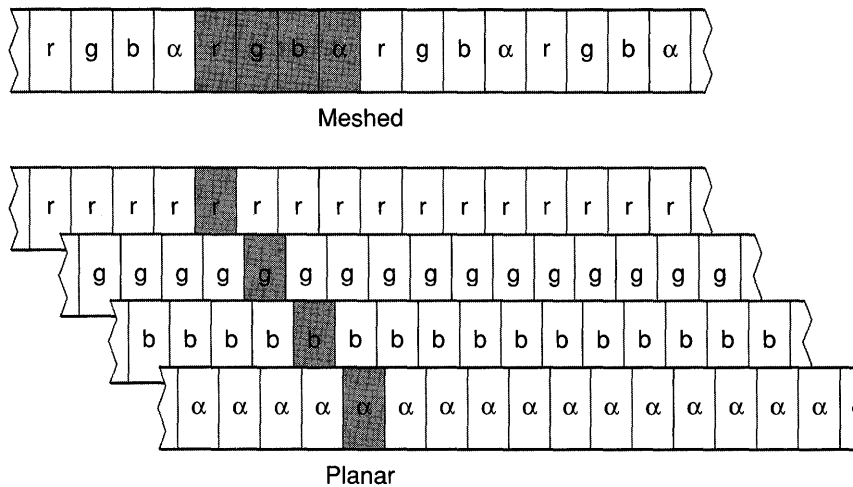 r g b α r g b α r g b α r g b α
Meshed
r r r r r r r r r r r r r r r r
g g g g g g g g g g g g g g g g
b b b b b b b b b b b b b b b b
α α α α α α α α α α α α α α α α
Planar